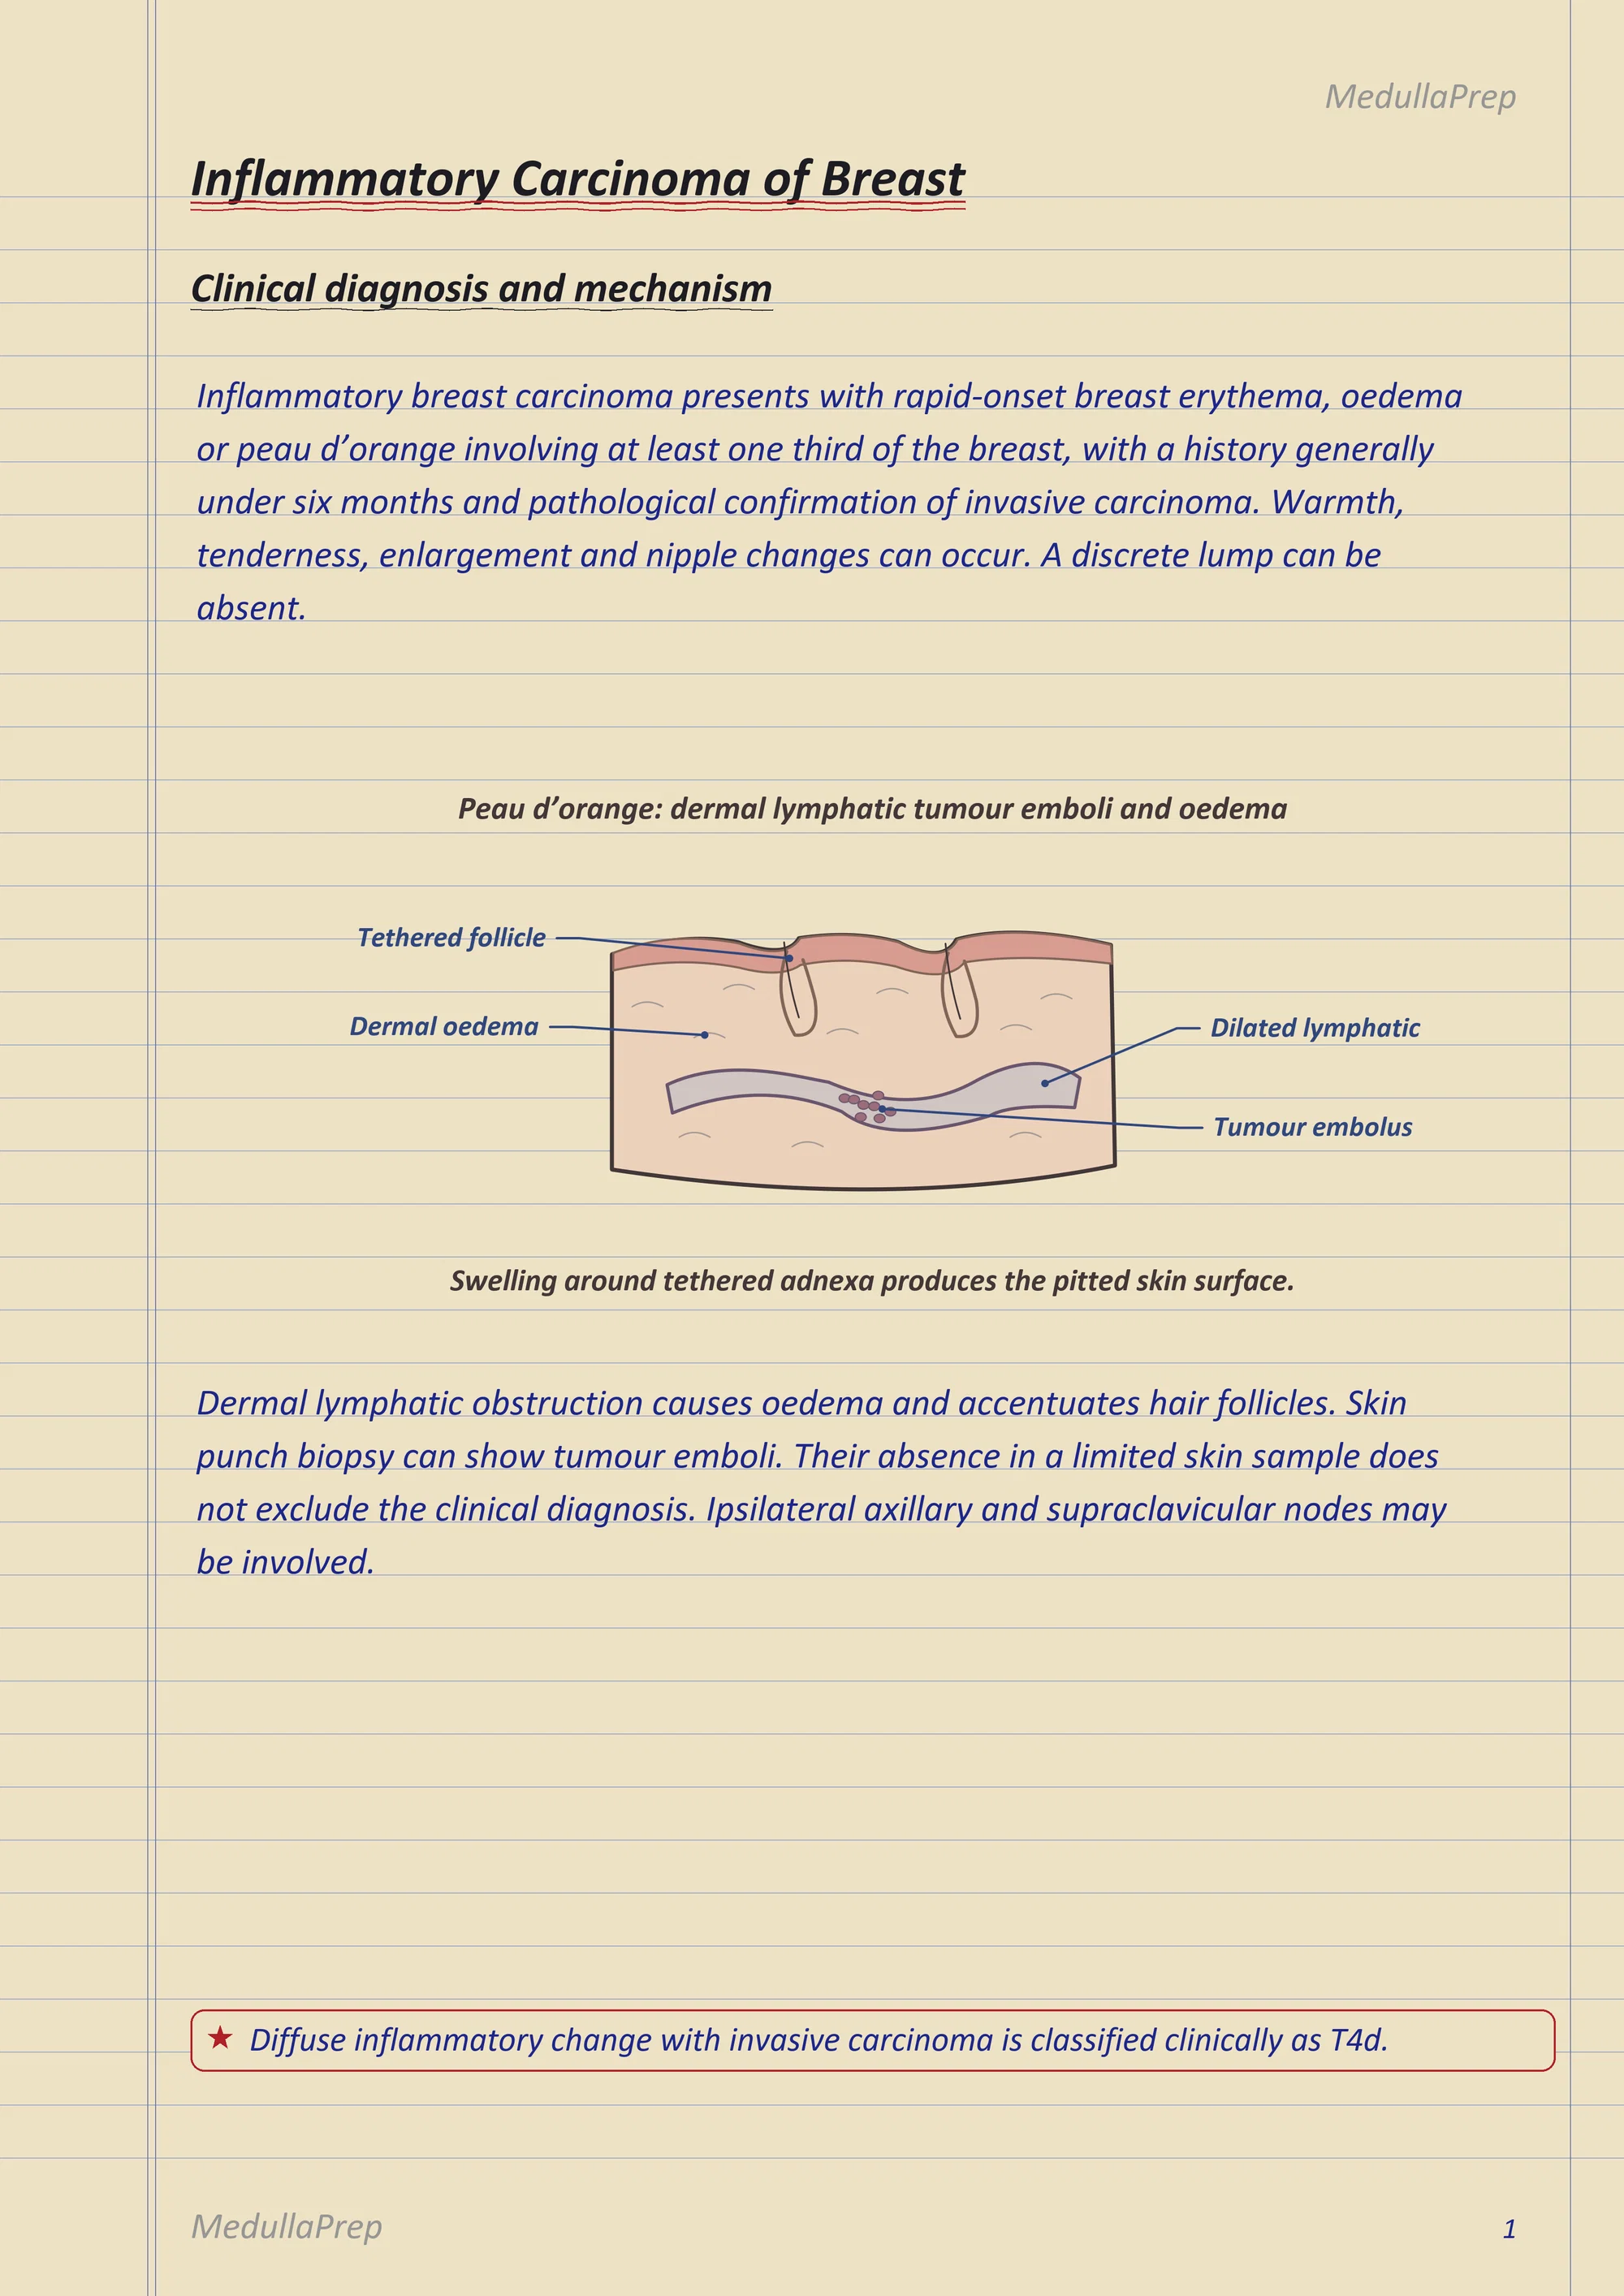 MedullaPrep
Inflammatory Carcinoma of Breast
Clinical diagnosis and mechanism
Inflammatory breast carcinoma presents with rapid-onset breast erythema, oedema
or peau d’orange involving at least one third of the breast, with a history generally
under six months and pathological confirmation of invasive carcinoma. Warmth,
tenderness, enlargement and nipple changes can occur. A discrete lump can be
absent.
Peau d’orange: dermal lymphatic tumour emboli and oedema
Tethered follicle
Dermal oedema
Dilated lymphatic
Tumour embolus
Swelling around tethered adnexa produces the pitted skin surface.
Dermal lymphatic obstruction causes oedema and accentuates hair follicles. Skin
punch biopsy can show tumour emboli. Their absence in a limited skin sample does
not exclude the clinical diagnosis. Ipsilateral axillary and supraclavicular nodes may
be involved.
★ Diffuse inflammatory change with invasive carcinoma is classified clinically as T4d.
MedullaPrep
1